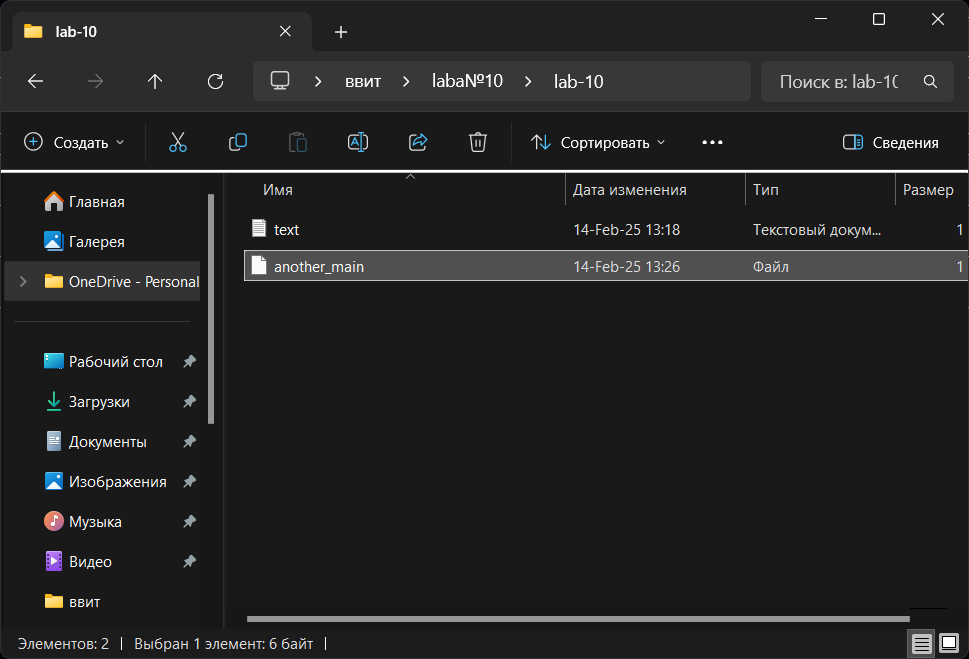 lab-10
ввит laba№10 lab-10 Поиск в: lab-10
Создать Сортировать Сведения
Имя Дата изменения Тип Размер
text 14-Feb-25 13:18 Текстовый докум... 1
another_main 14-Feb-25 13:26 Файл 1
Главная
Галерея
OneDrive - Personal
Рабочий стол
Загрузки
Документы
Изображения
Музыка
Видео
ввит
Элементов: 2 Выбран 1 элемент: 6 байт